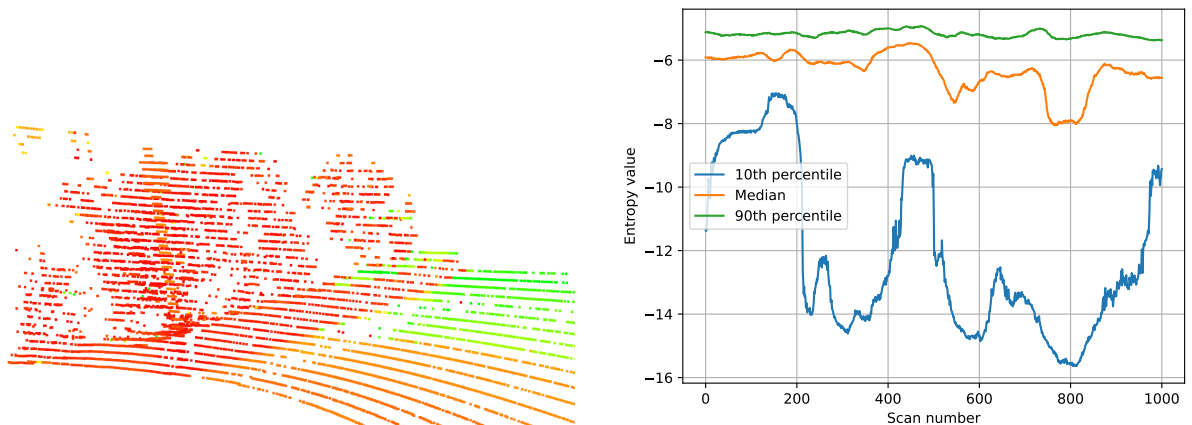 −6
−8
−10
−12
−14
−16
Entropy value
10th percentile
Median
90th percentile
0 200 400 600 800 1000
Scan number